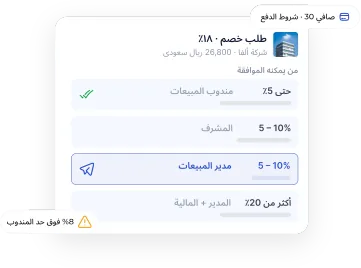 صافي 30 · شروط الدفع
طلب خصم · ١٨٪
شركة ألفا · 26,800 ريال سعودي
من يمكنه الموافقة
حتى 5٪ مندوب المبيعات
5 – 10% المشرف
5 – 10% مدير المبيعات
أكثر من 20٪ المدير + المالية
8% فوق حد المندوب